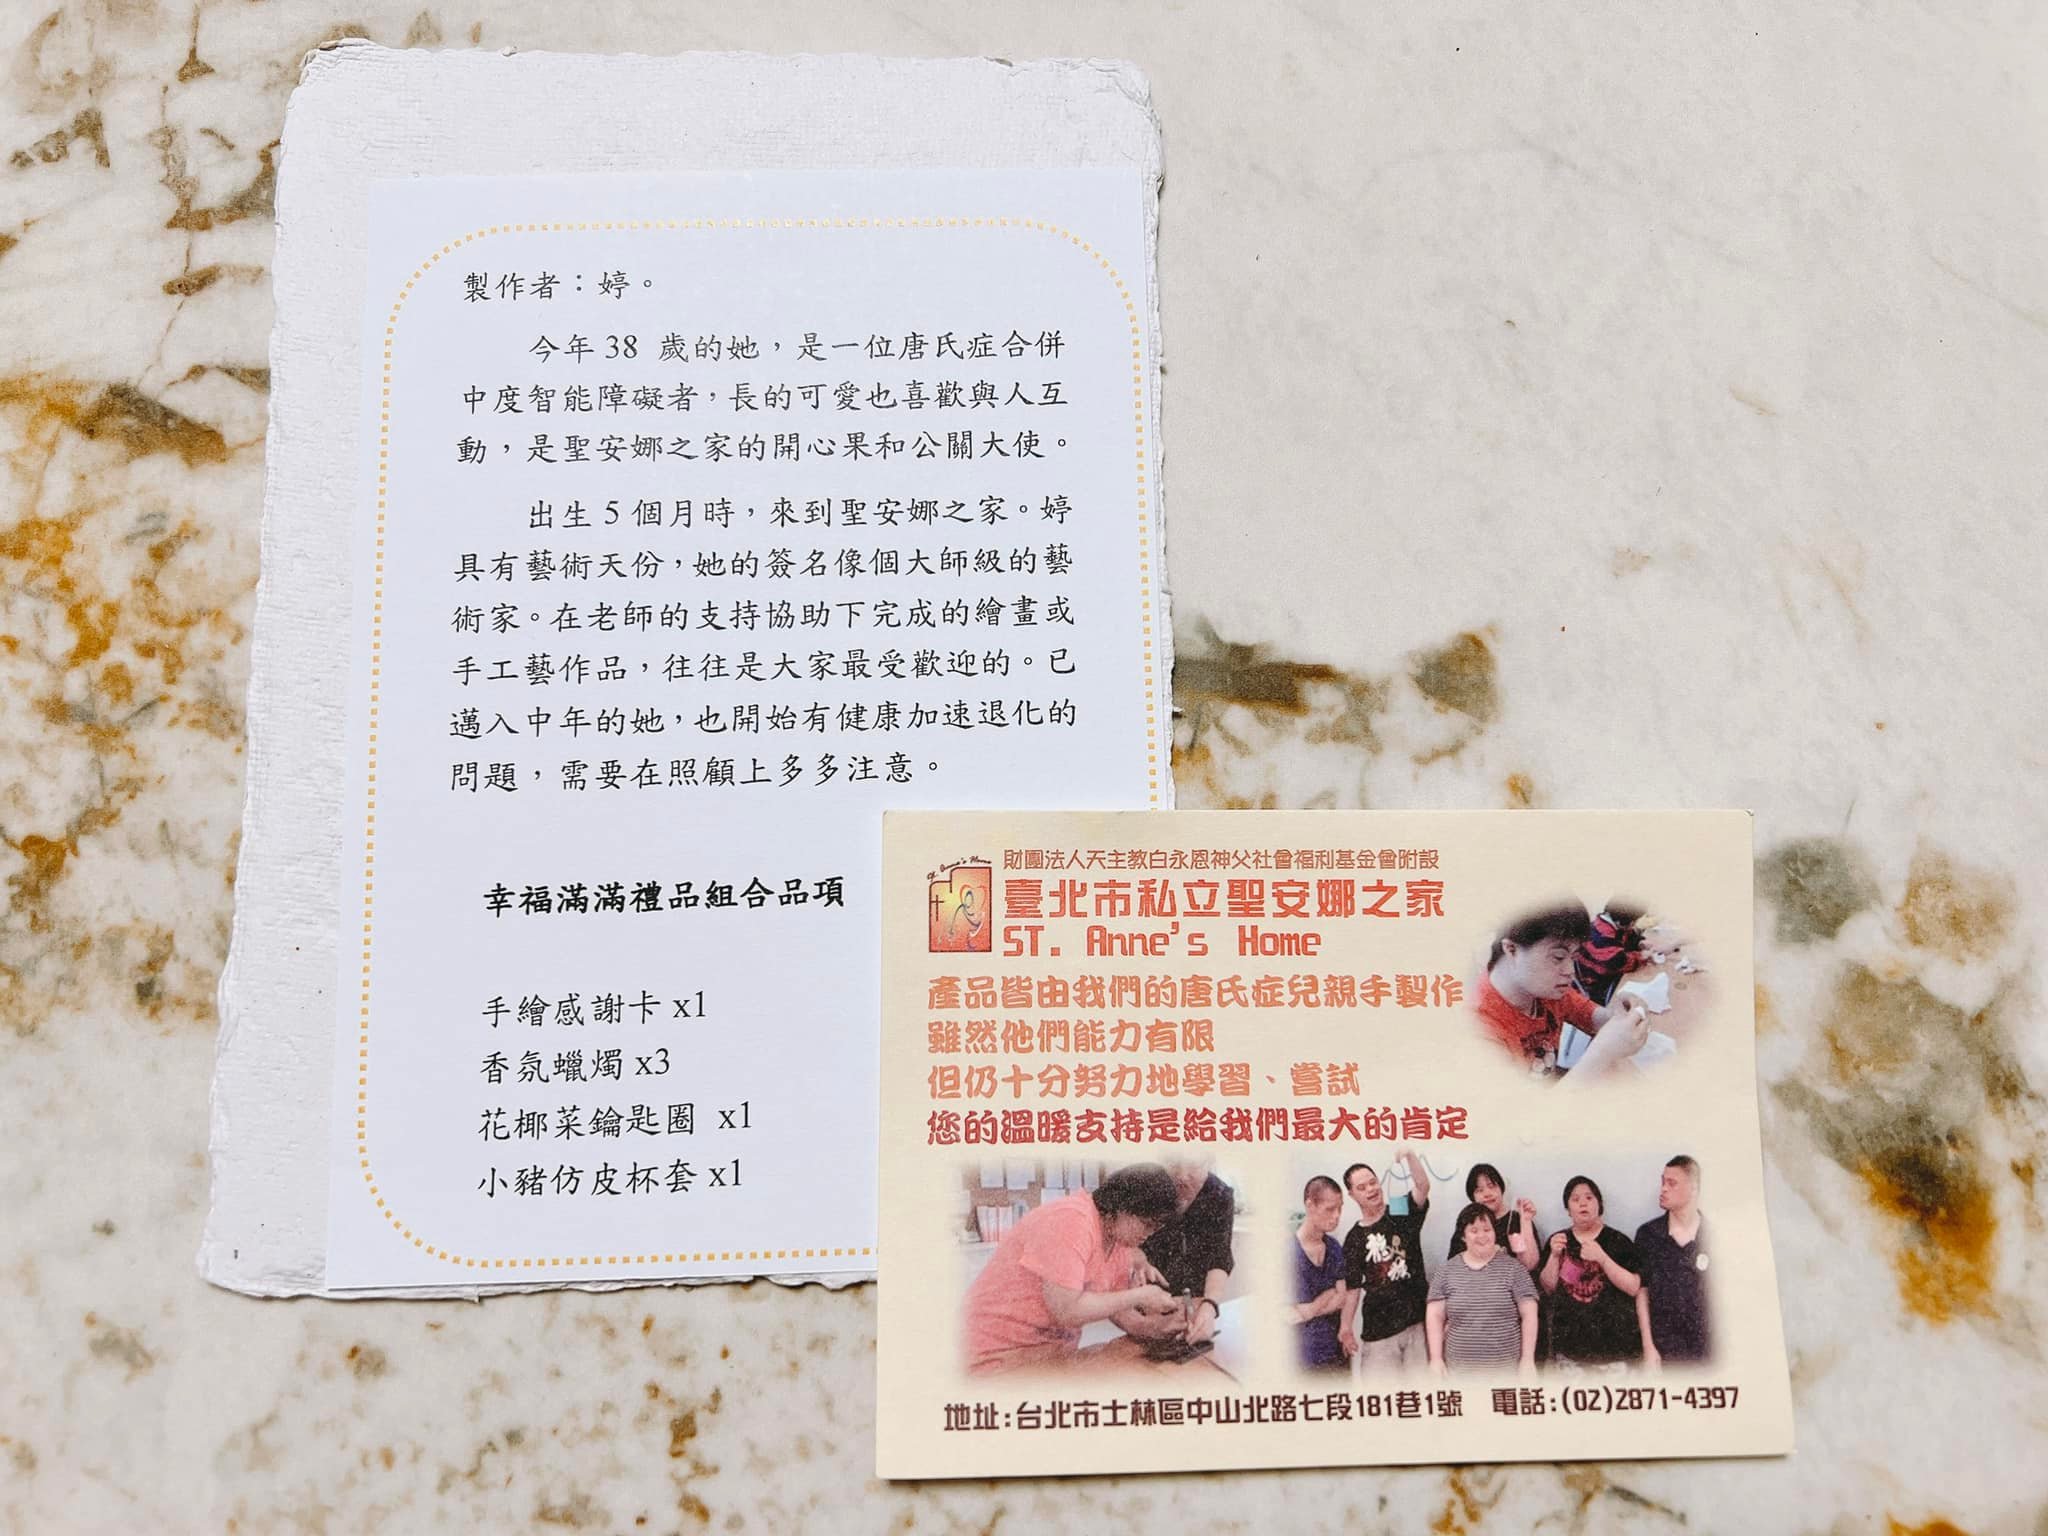 製作者：婷。
今年 38 歲的她，是一位唐氏症合併
中度智能障礙者，長的可愛也喜歡與人互
動，是聖安娜之家的開心果和公關大使。
出生 5 個月時，來到聖安娜之家。婷
具有藝術天份，她的簽名像個大師級的藝
術家。在老師的支持協助下完成的繪畫或
手工藝作品，往往是大家最受歡迎的。已
邁入中年的她，也開始有健康加速退化的
問題，需要在照顧上多多注意。
幸福滿滿禮品組合品項
手繪感謝卡 x1
香氛蠟燭 x3
花椰菜鑰匙圈 x1
小豬仿皮杯套 x1
St. Anne's Home
財團法人天主教白永恩神父社會福利基金會附設
臺北市私立聖安娜之家
ST. Anne's Home
產品皆由我們的唐氏症兒親手製作
雖然他們能力有限
但仍十分努力地學習、嘗試
您的溫暖支持是給我們最大的肯定
地址:台北市士林區中山北路七段181巷1號 電話:(02)2871-4397